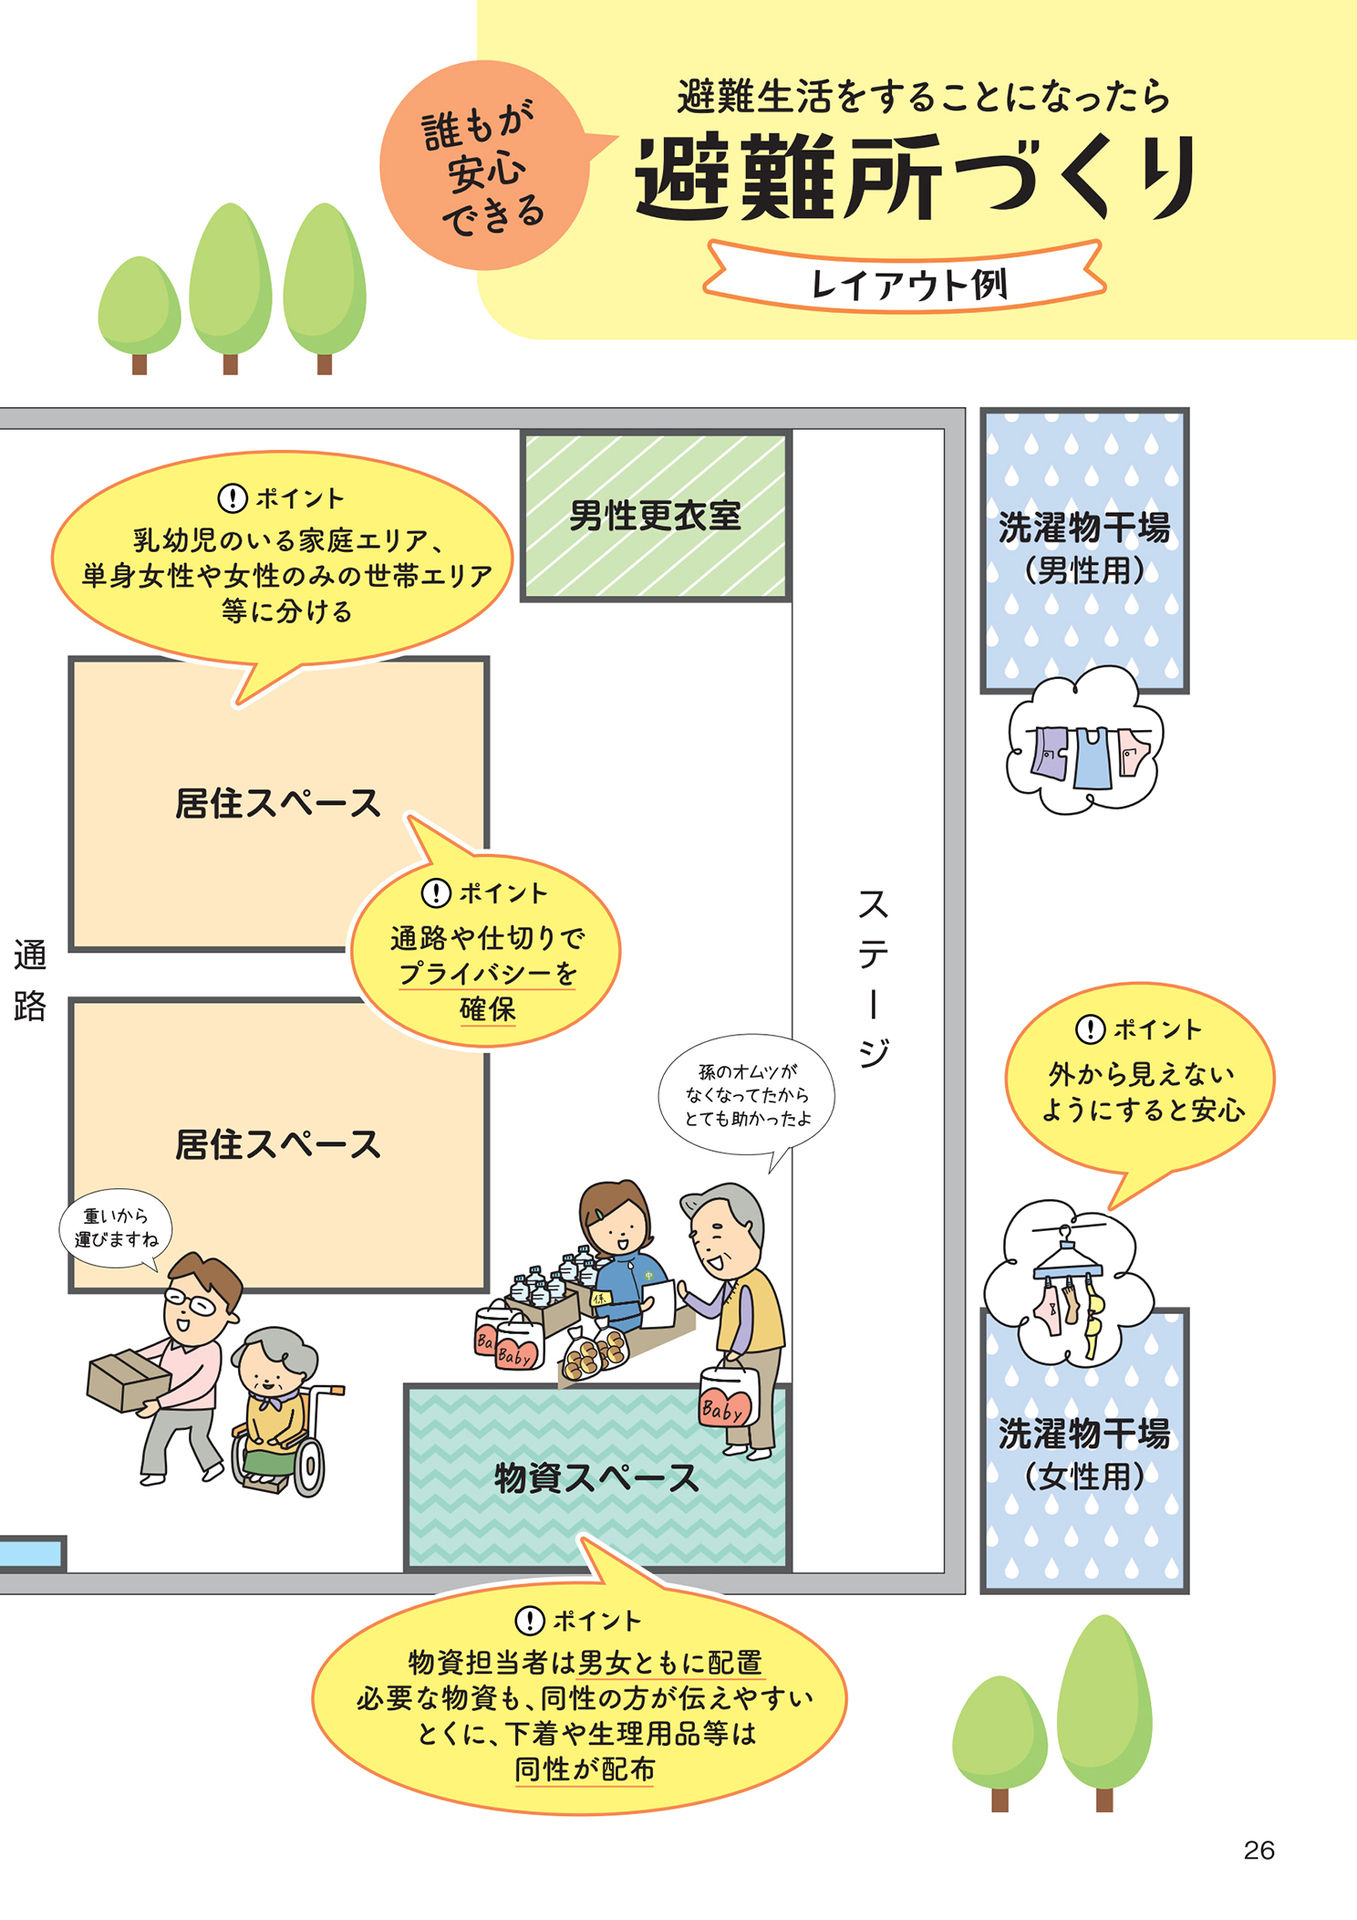 誰もが
安心
できる
避難生活をすることになったら
避難所づくり
レイアウト例
男性更衣室
洗濯物干場
（男性用）
ポイント
乳幼児のいる家庭エリア、
単身女性や女性のみの世帯エリア
等に分ける
居住スペース
ポイント
通路や仕切りで
プライバシーを
確保
通路
ステージ
ポイント
外から見えない
ようにすると安心
居住スペース
孫のオムツが
なくなってたから
とても助かったよ
重いから
運びますね
係
Baby
Baby
物資スペース
洗濯物干場
（女性用）
ポイント
物資担当者は男女ともに配置
必要な物資も、同性の方が伝えやすい
とくに、下着や生理用品等は
同性が配布
26